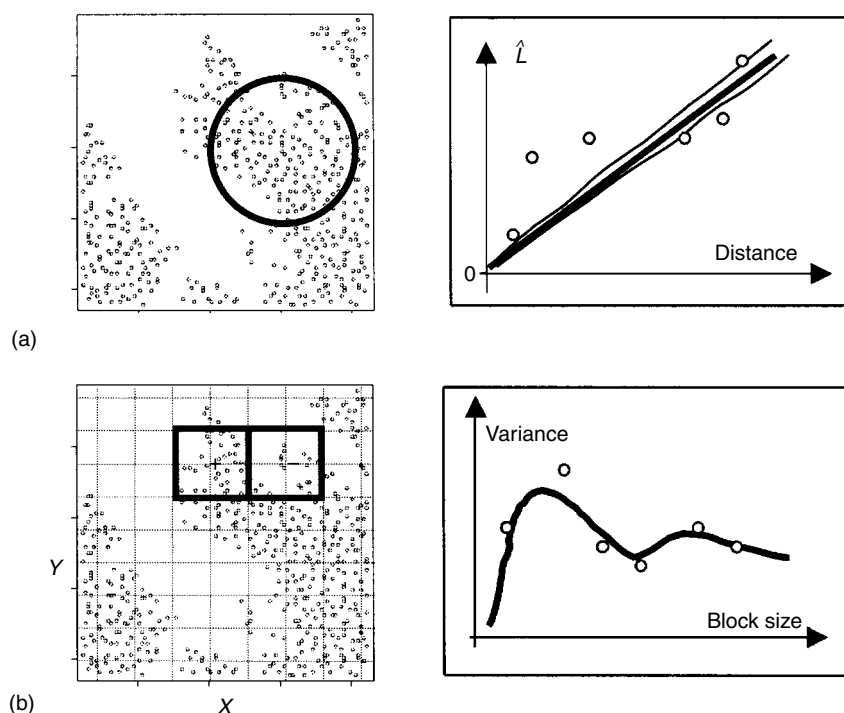 L̂
Distance
0
(a)
+ −
Variance
Y
Block size
(b)
X